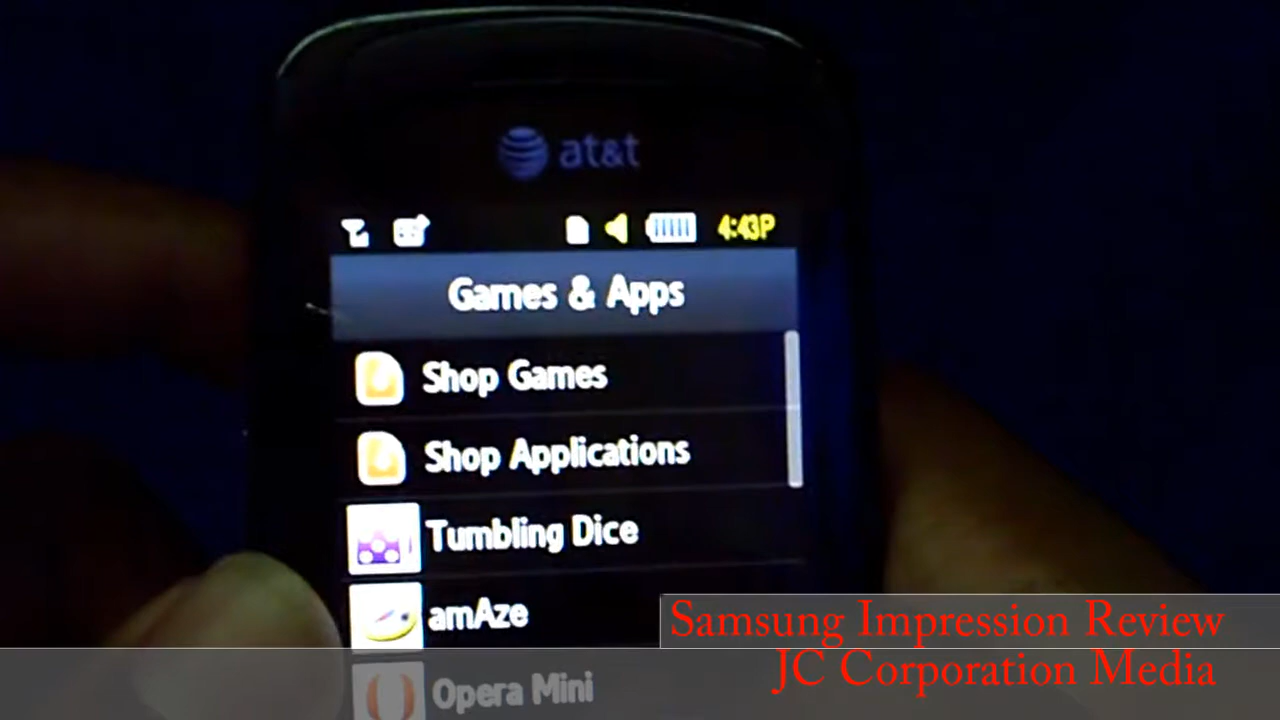 at&t
4:43P
Games & Apps
Shop Games
Shop Applications
Tumbling Dice
amAze
Samsung Impression Review
JC Corporation Media
Opera Mini